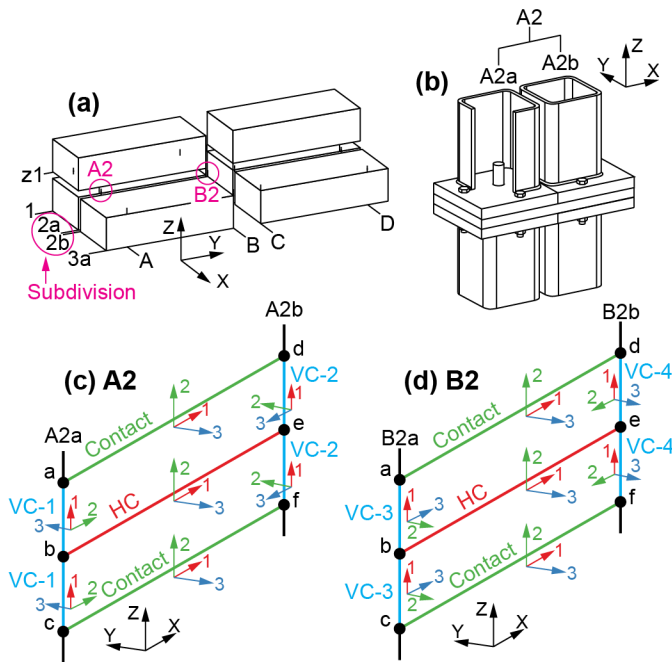 (a)
A2
B2
z1
1
2a
2b
3a
A
B
C
D
Z
Y
X
Subdivision
(b)
A2
A2a
A2b
Z
Y
X
(c) A2
A2b
d
VC-2
Contact
2
1
3
1
2
3
A2a
a
e
VC-2
VC-1
1
2
3
HC
2
1
3
1
2
3
b
f
VC-1
1
2
3
Contact
2
1
3
c
Z
Y
X
(d) B2
B2b
d
VC-4
Contact
2
1
3
1
3
2
B2a
a
e
VC-4
VC-3
1
3
2
HC
2
1
3
1
3
2
b
f
VC-3
1
3
2
Contact
2
1
3
c
Z
Y
X